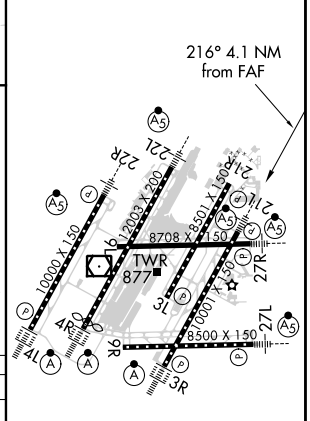 216° 4.1 NM
from FAF
A5
22R
22L
A5
P
10000 X 150
12003 X 200
21R
P
8501 X 150
A5
21L
A5
9L
8708 X 150
TWR
877
27R
P
3L
P
10001 X 150
P
4L
4R
A
A
9R
A
8500 X 150
P
27L
A5
P
3R